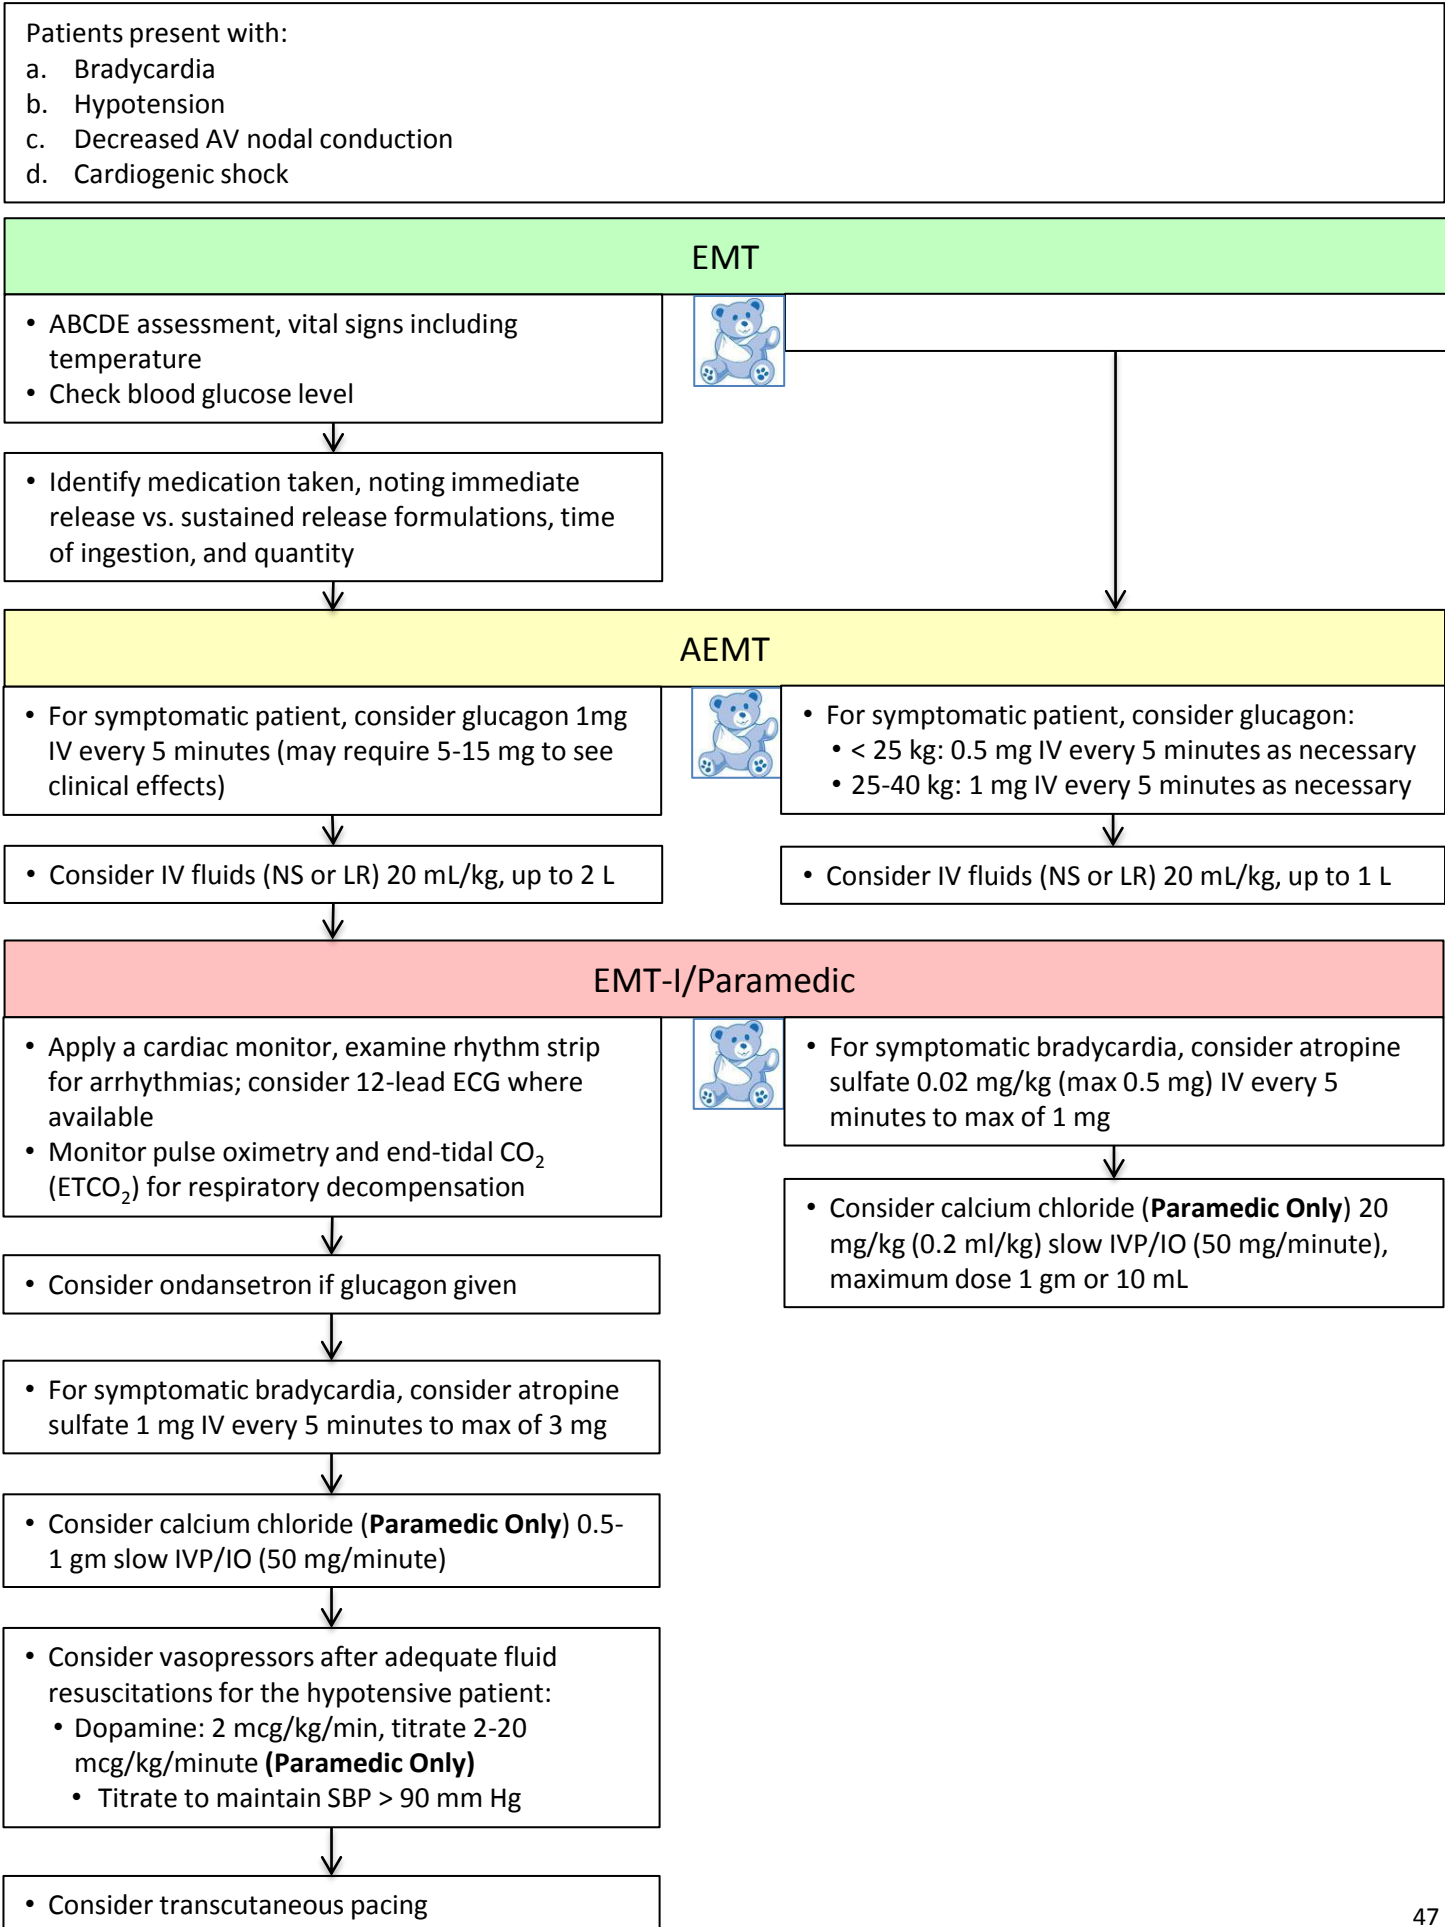 Patients present with:
a. Bradycardia
b. Hypotension
c. Decreased AV nodal conduction
d. Cardiogenic shock
EMT
• ABCDE assessment, vital signs including
temperature
• Check blood glucose level
• Identify medication taken, noting immediate
release vs. sustained release formulations, time
of ingestion, and quantity
AEMT
• For symptomatic patient, consider glucagon 1mg
IV every 5 minutes (may require 5-15 mg to see
clinical effects)
• Consider IV fluids (NS or LR) 20 mL/kg, up to 2 L
• For symptomatic patient, consider glucagon:
• < 25 kg: 0.5 mg IV every 5 minutes as necessary
• 25-40 kg: 1 mg IV every 5 minutes as necessary
• Consider IV fluids (NS or LR) 20 mL/kg, up to 1 L
EMT-I/Paramedic
• Apply a cardiac monitor, examine rhythm strip
for arrhythmias; consider 12-lead ECG where
available
• Monitor pulse oximetry and end-tidal CO₂
(ETCO₂) for respiratory decompensation
• Consider ondansetron if glucagon given
• For symptomatic bradycardia, consider atropine
sulfate 1 mg IV every 5 minutes to max of 3 mg
• Consider calcium chloride (Paramedic Only) 0.5-
1 gm slow IVP/IO (50 mg/minute)
• Consider vasopressors after adequate fluid
resuscitations for the hypotensive patient:
• Dopamine: 2 mcg/kg/min, titrate 2-20
mcg/kg/minute (Paramedic Only)
• Titrate to maintain SBP > 90 mm Hg
• Consider transcutaneous pacing
• For symptomatic bradycardia, consider atropine
sulfate 0.02 mg/kg (max 0.5 mg) IV every 5
minutes to max of 1 mg
• Consider calcium chloride (Paramedic Only) 20
mg/kg (0.2 ml/kg) slow IVP/IO (50 mg/minute),
maximum dose 1 gm or 10 mL
47